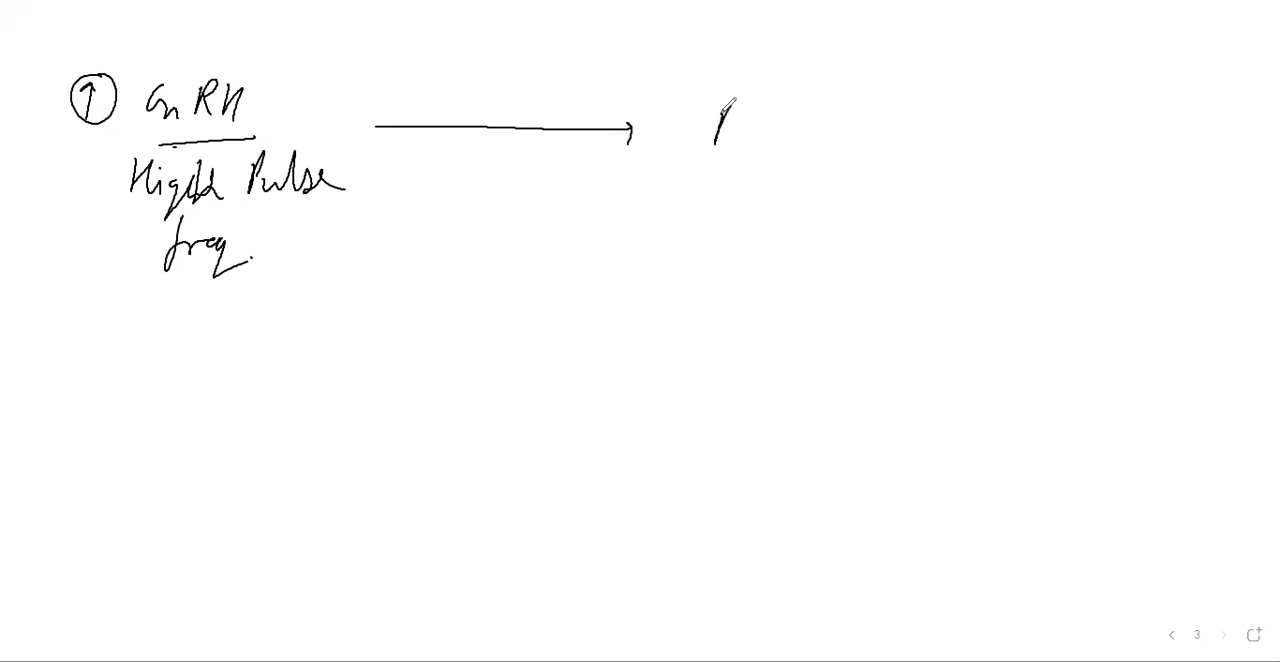 ↑ GnRH →
High Pulse
freq.
3